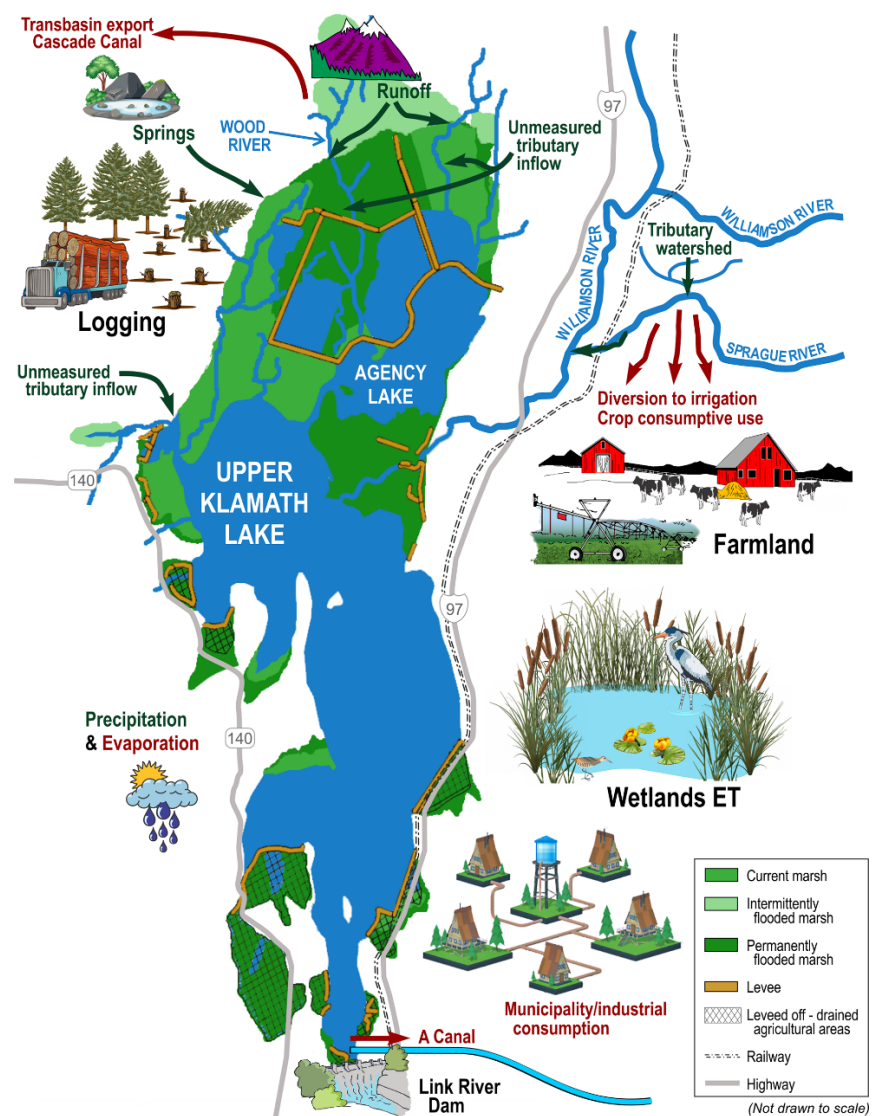 Transbasin export
Cascade Canal
Runoff
97
WOOD
RIVER
Unmeasured
tributary
inflow
Springs
WILLIAMSON RIVER
WILLIAMSON RIVER
Tributary
watershed
Logging
SPRAGUE RIVER
Unmeasured
tributary inflow
AGENCY
LAKE
Diversion to irrigation
Crop consumptive use
140
UPPER
KLAMATH
LAKE
Farmland
97
Precipitation
& Evaporation
140
Wetlands ET
Current marsh
Intermittently
flooded marsh
Permanently
flooded marsh
Levee
Leveed off - drained
agricultural areas
Railway
Highway
(Not drawn to scale)
Municipality/industrial
consumption
A Canal
Link River
Dam